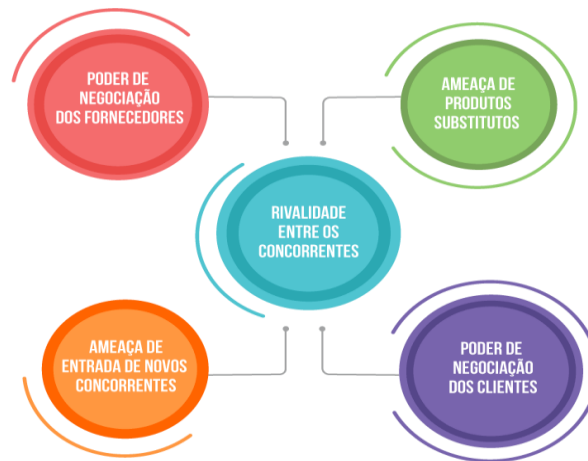 PODER DE
NEGOCIAÇÃO
DOS FORNECEDORES
AMEAÇA DE
PRODUTOS
SUBSTITUTOS
RIVALIDADE
ENTRE OS
CONCORRENTES
AMEAÇA DE
ENTRADA DE NOVOS
CONCORRENTES
PODER DE
NEGOCIAÇÃO
DOS CLIENTES